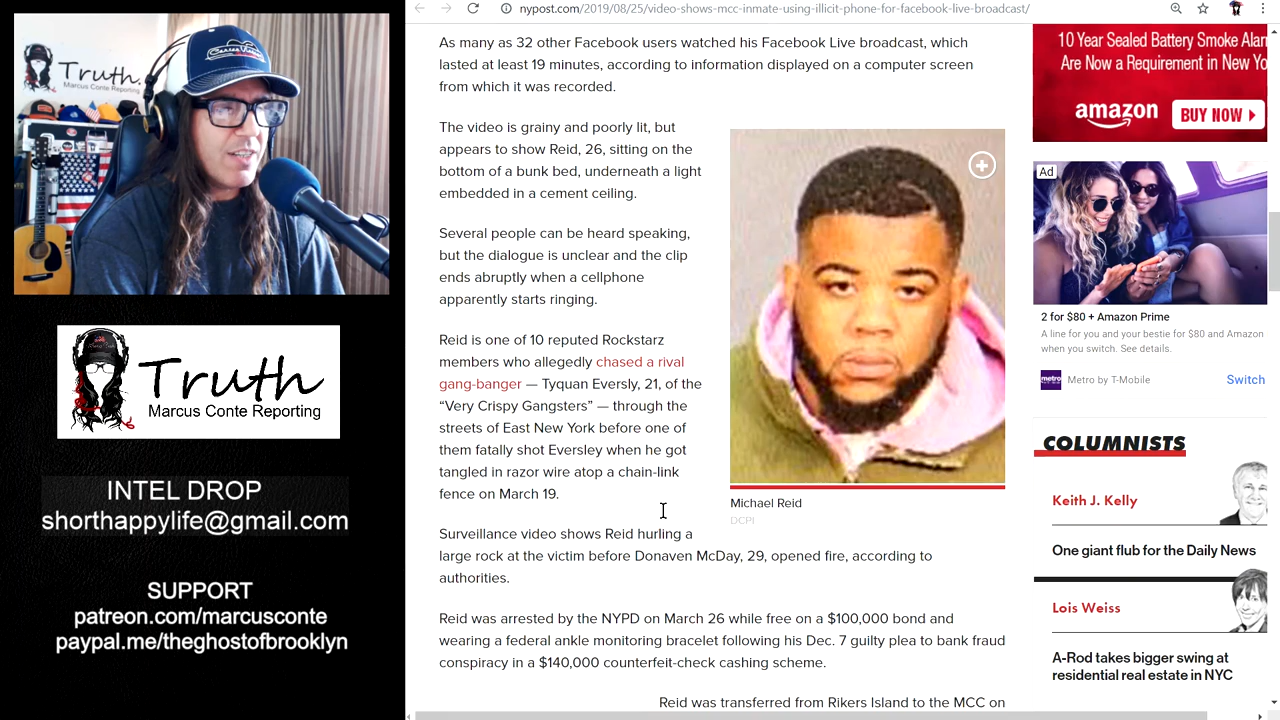 Truth.
Marcus Conte
Truth
Marcus Conte Reporting
INTEL DROP
shorthappylife@gmail.com
SUPPORT
patreon.com/marcusconte
paypal.me/theghostofbrooklyn
nypost.com/2019/08/25/video-shows-mcc-inmate-using-illicit-phone-for-facebook-live-broadcast/
As many as 32 other Facebook usess watched his Facebook Live broadcast, which
lasted at least 19 minutes, according to information displayed on a computer screen
from which it was recorded.
The video is grainy and poorly lit, but
appears to show Reid, 26, sitting on the
bottom of a bunk bed, underneath a light
embedded in a cement ceiling.
Several people can be heard speaking,
but the dialogue is unclear and the clip
ends abruptly when a cellphone
apparently starts ringing.
Reid is one of 10 reputed Rockstarz
members who allegedly chased a rival
gang-banger — Tyquan Eversly, 21, of the
“Very Crispy Gangsters” — through the
streets of East New York before one of
them fatally shot Eversley when he got
tangled in razor wire atop a chain-link
fence on March 19.
Michael Reid
DCPI
Surveillance video shows Reid hurling a
large rock at the victim before Donaven McDay, 29, opened fire, according to
authorities.
Reid was arrested by the NYPD on March 26 while free on a $100,000 bond and
wearing a federal ankle monitoring bracelet following his Dec. 7 guilty plea to bank fraud
conspiracy in a $140,000 counterfeit-check cashing scheme.
Reid was transferred from Rikers Island to the MCC on
10 Year Sealed Battery Smoke Alar
Are Now a Requirement in New Yo
amazon
BUY NOW
Ad
2 for $80 + Amazon Prime
A line for you and your bestie for $80 and Amazon
when you switch. See details.
metro
Metro by T-Mobile
Switch
COLUMNISTS
Keith J. Kelly
One giant flub for the Daily News
Lois Weiss
A-Rod takes bigger swing at
residential real estate in NYC